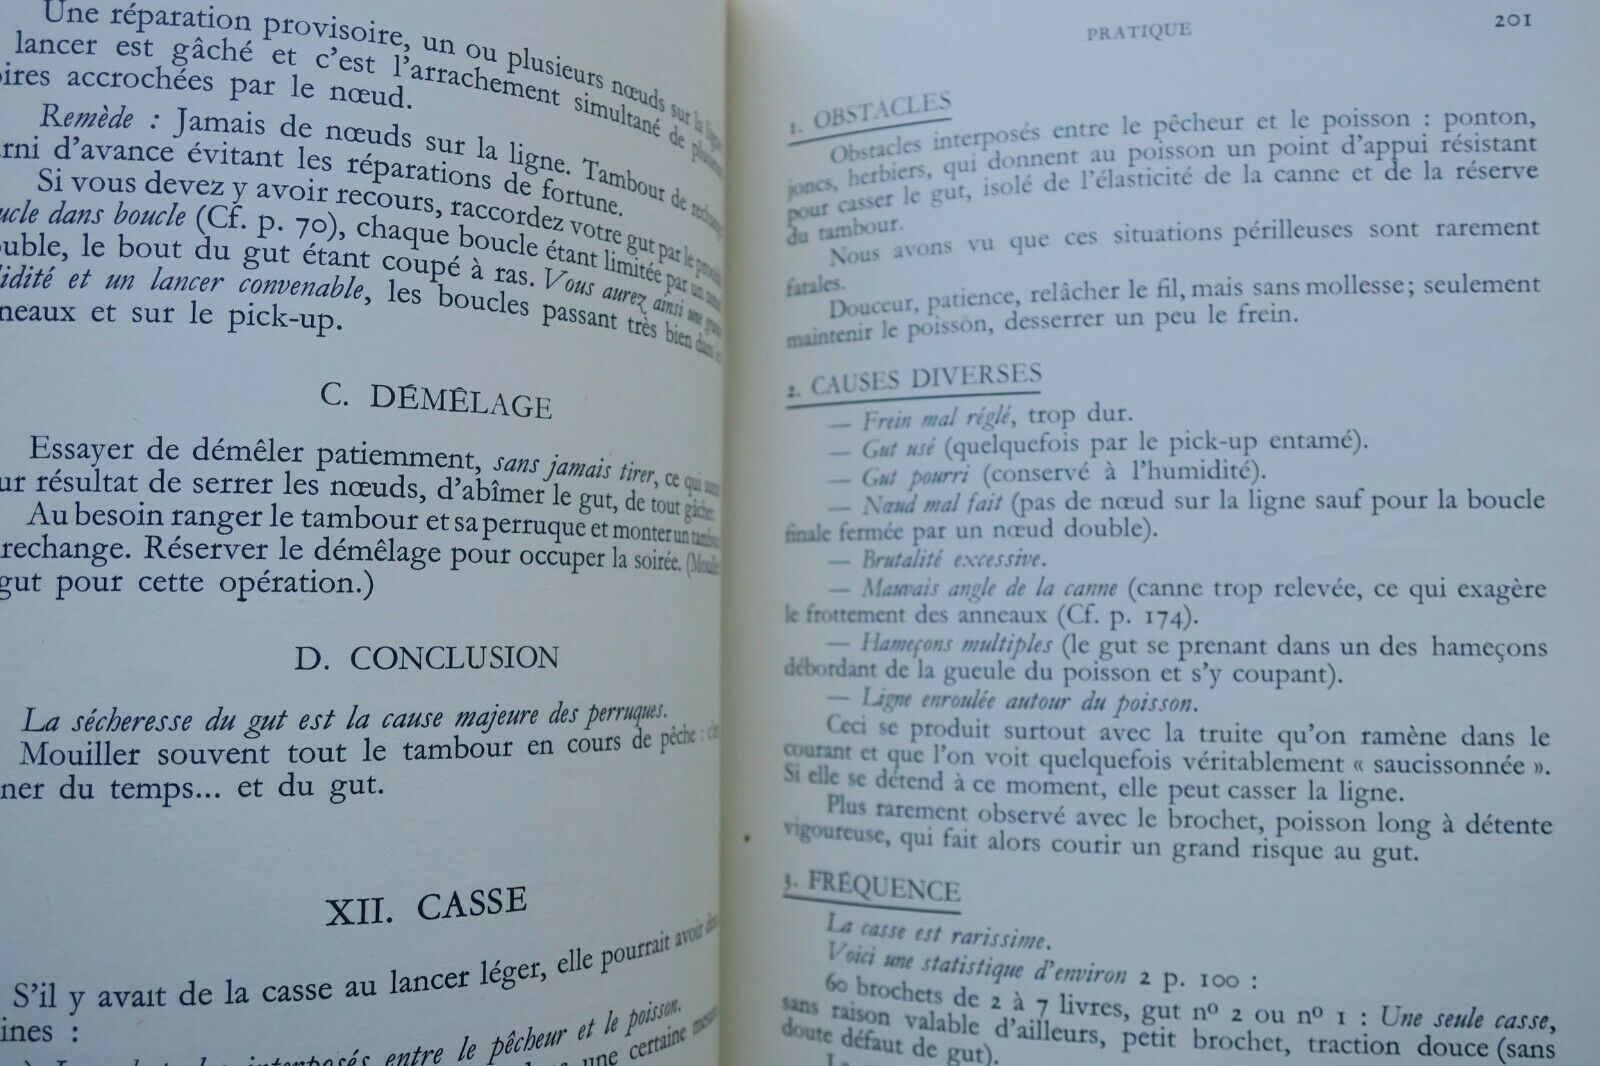 Une réparation provisoire, un ou plusieurs nœuds sur la ligne
lancer est gâché et c'est l'arrachement simultané de plusieurs
oires accrochées par le nœud.
Remède : Jamais de nœuds sur la ligne. Tambour de rechange
rni d'avance évitant les réparations de fortune.
Si vous devez y avoir recours, raccordez votre gut par le
ucle dans boucle (Cf. p. 70), chaque boucle étant limitée par un
ouble, le bout du gut étant coupé à ras. Vous aurez ainsi une
lidité et un lancer convenable, les boucles passant très bien dans
neaux et sur le pick-up.
C. DÉMÊLAGE
Essayer de démêler patiemment, sans jamais tirer, ce qui
ur résultat de serrer les nœuds, d'abîmer le gut, de tout gâcher.
Au besoin ranger le tambour et sa perruque et monter un
rechange. Réserver le démêlage pour occuper la soirée. (Mouiller
gut pour cette opération.)
D. CONCLUSION
La sécheresse du gut est la cause majeure des perruques.
Mouiller souvent tout le tambour en cours de pêche :
ner du temps... et du gut.
XII. CASSE
S'il y avait de la casse au lancer léger, elle pourrait avoir
ines :
interposés entre le pêcheur et le poisson.
une certaine
PRATIQUE 201
1. OBSTACLES
Obstacles interposés entre le pêcheur et le poisson : ponton,
joncs, herbiers, qui donnent au poisson un point d'appui résistant
pour casser le gut, isolé de l'élasticité de la canne et de la réserve
du tambour.
Nous avons vu que ces situations périlleuses sont rarement
fatales.
Douceur, patience, relâcher le fil, mais sans mollesse ; seulement
maintenir le poisson, desserrer un peu le frein.
2. CAUSES DIVERSES
— Frein mal réglé, trop dur.
— Gut usé (quelquefois par le pick-up entamé).
— Gut pourri (conservé à l'humidité).
— Nœud mal fait (pas de nœud sur la ligne sauf pour la boucle
finale fermée par un nœud double).
— Brutalité excessive.
— Mauvais angle de la canne (canne trop relevée, ce qui exagère
le frottement des anneaux (Cf. p. 174).
— Hameçons multiples (le gut se prenant dans un des hameçons
débordant de la gueule du poisson et s'y coupant).
— Ligne enroulée autour du poisson.
Ceci se produit surtout avec la truite qu'on ramène dans le
courant et que l'on voit quelquefois véritablement « saucissonnée ».
Si elle se détend à ce moment, elle peut casser la ligne.
Plus rarement observé avec le brochet, poisson long à détente
vigoureuse, qui fait alors courir un grand risque au gut.
3. FRÉQUENCE
La casse est rarissime.
Voici une statistique d'environ 2 p. 100 :
60 brochets de 2 à 7 livres, gut nº 2 ou nº 1 : Une seule casse,
sans raison valable d'ailleurs, petit brochet, traction douce (sans
doute défaut de gut).